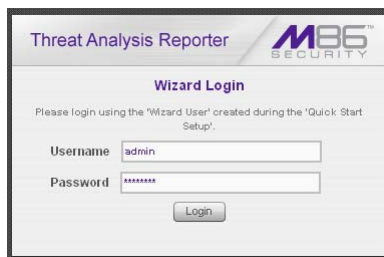 Threat Analysis Reporter
M86™
SECURITY
Wizard Login
Please login using the 'Wizard User' created during the 'Quick Start
Setup'.
Username admin
Password ********
Login